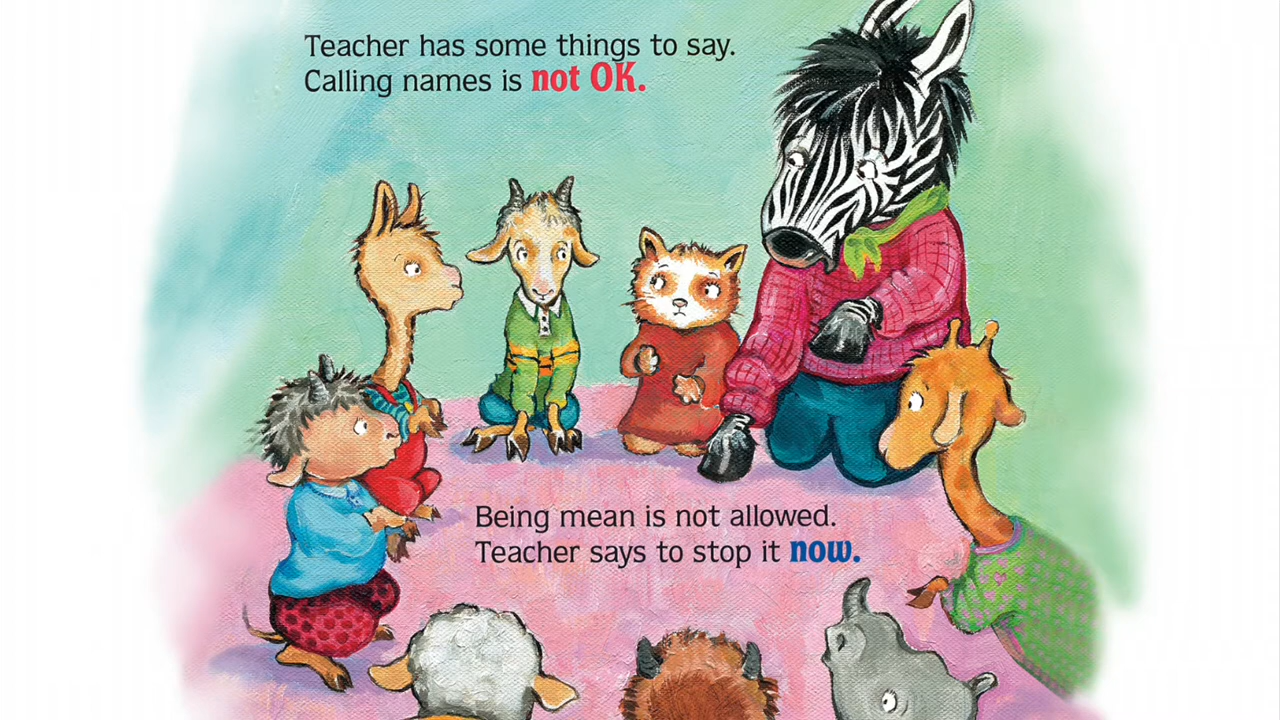 Teacher has some things to say.
Calling names is not OK.
Being mean is not allowed.
Teacher says to stop it now.